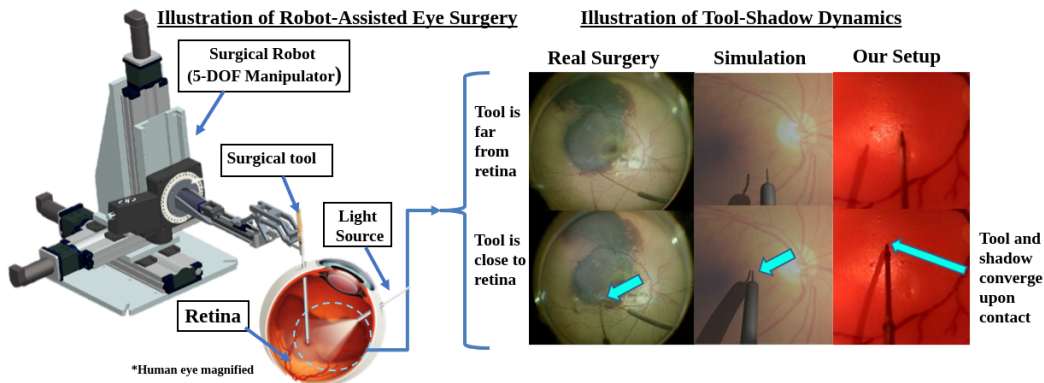 Illustration of Robot-Assisted Eye Surgery
Surgical Robot
(5-DOF Manipulator)
Surgical tool
Light
Source
Retina
*Human eye magnified
Illustration of Tool-Shadow Dynamics
Real Surgery
Simulation
Our Setup
Tool is
far
from
retina
Tool is
close to
retina
Tool and
shadow
converge
upon
contact